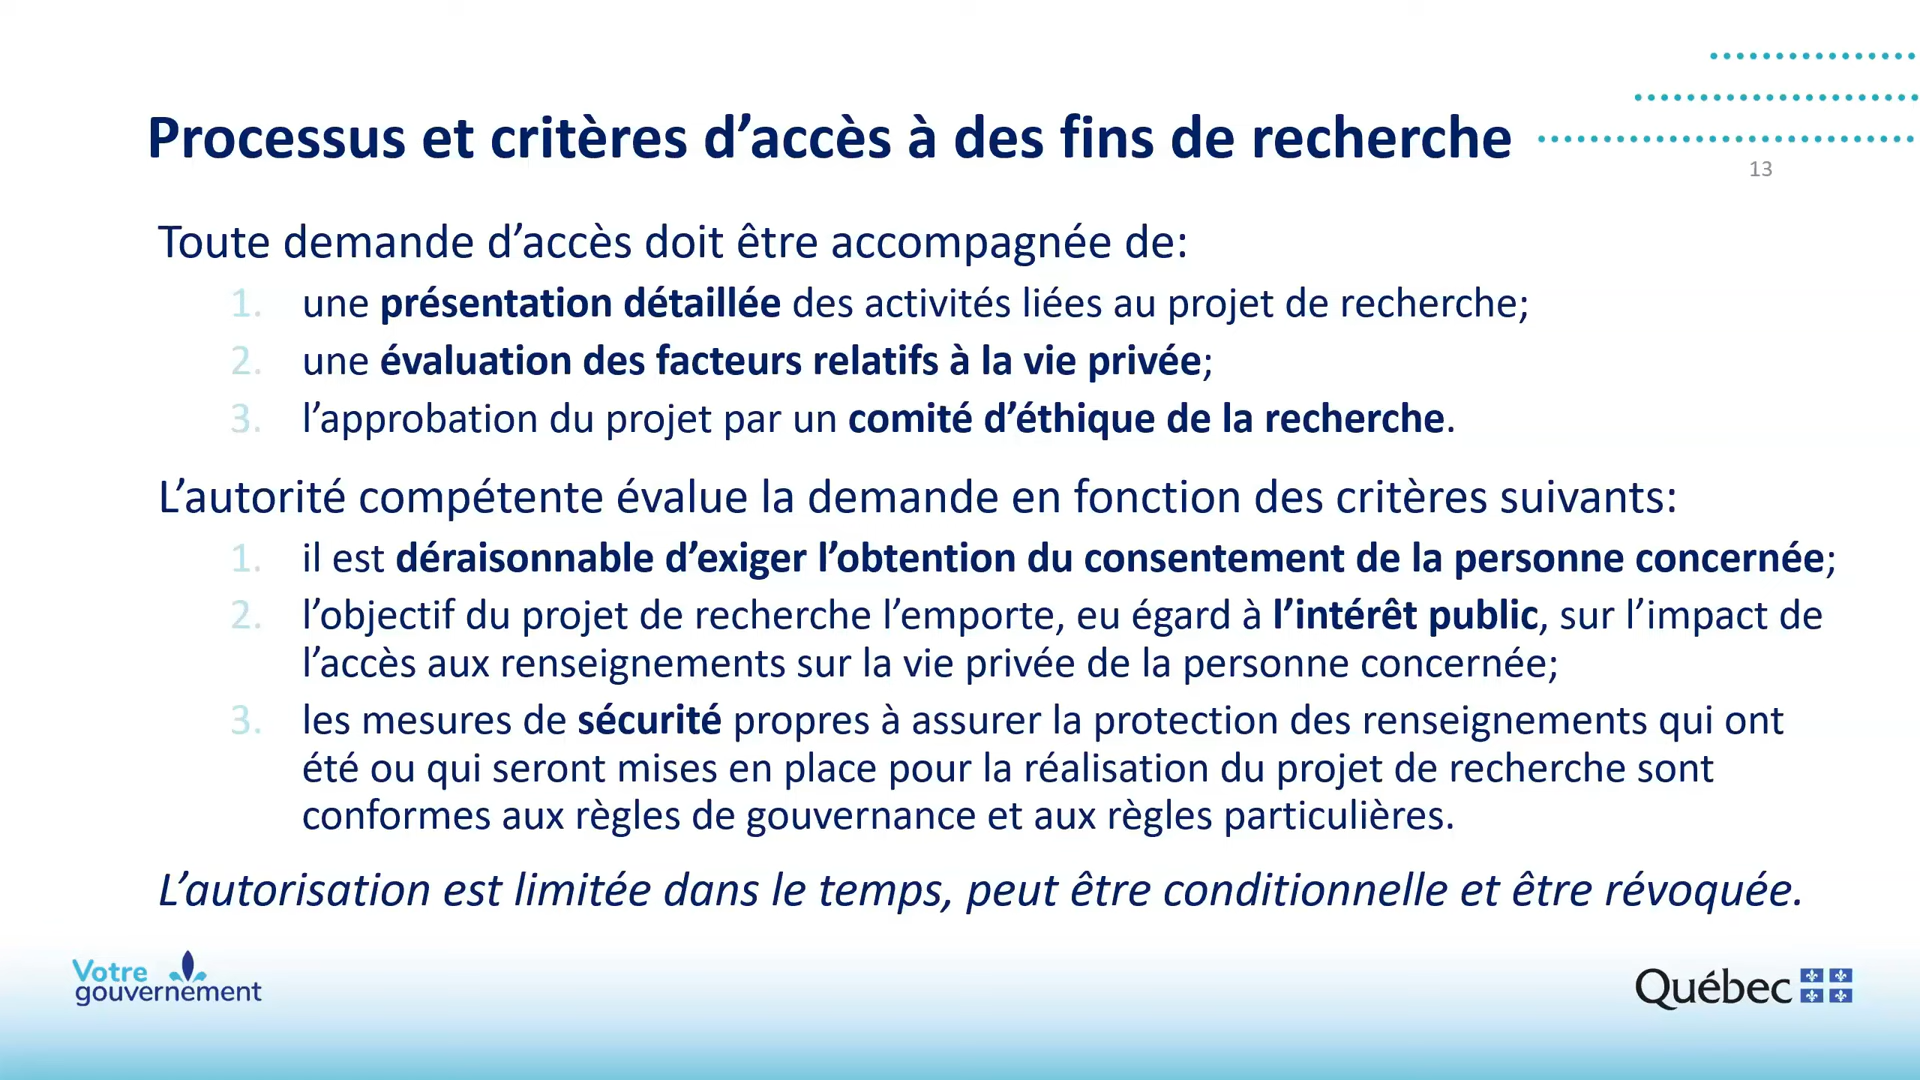 Processus et critères d’accès à des fins de recherche
13
Toute demande d’accès doit être accompagnée de:
1. une présentation détaillée des activités liées au projet de recherche;
2. une évaluation des facteurs relatifs à la vie privée;
3. l’approbation du projet par un comité d’éthique de la recherche.
L’autorité compétente évalue la demande en fonction des critères suivants:
1. il est déraisonnable d’exiger l’obtention du consentement de la personne concernée;
2. l’objectif du projet de recherche l’emporte, eu égard à l’intérêt public, sur l’impact de
l’accès aux renseignements sur la vie privée de la personne concernée;
3. les mesures de sécurité propres à assurer la protection des renseignements qui ont
été ou qui seront mises en place pour la réalisation du projet de recherche sont
conformes aux règles de gouvernance et aux règles particulières.
L’autorisation est limitée dans le temps, peut être conditionnelle et être révoquée.
Votre
gouvernement
Québec